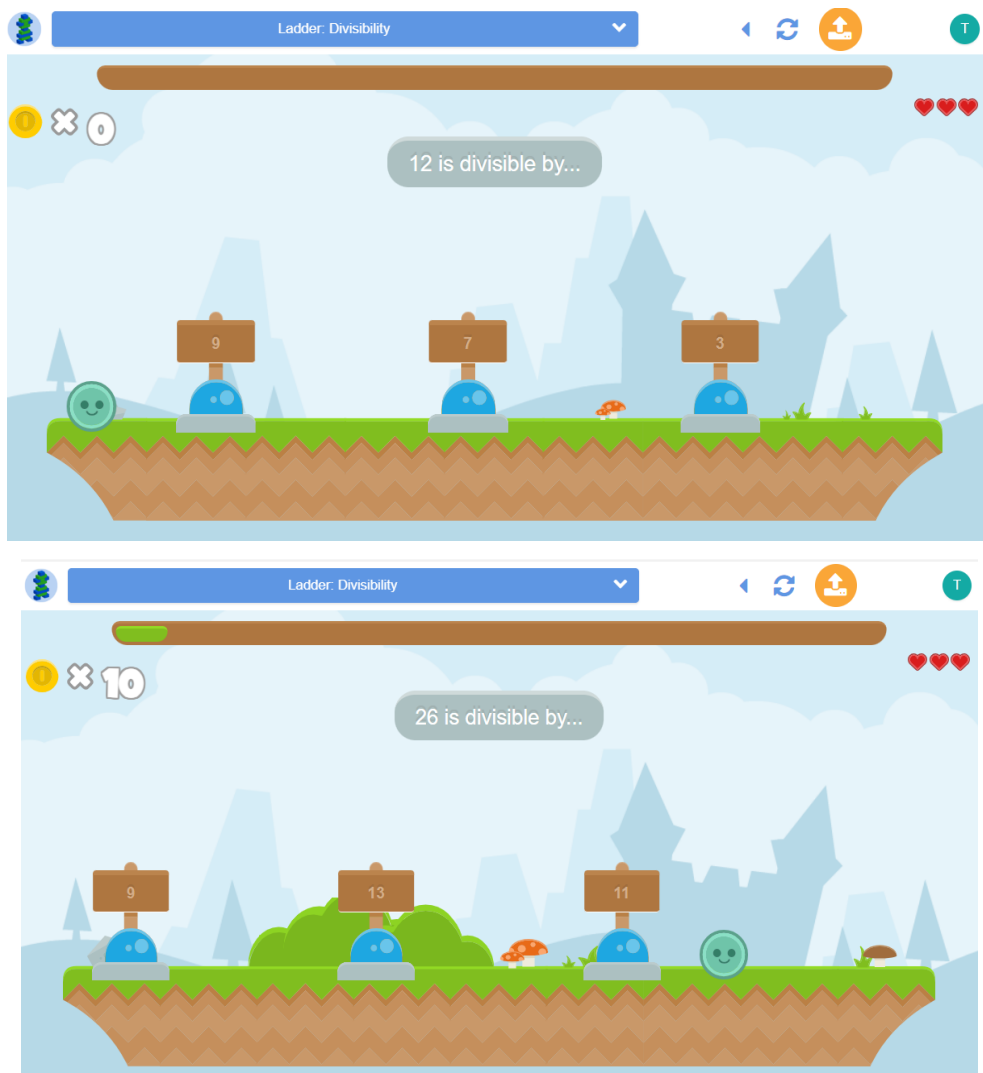 Ladder: Divisibility
T
0
12 is divisible by...
9 7 3
Ladder: Divisibility
T
10
26 is divisible by...
9 13 11